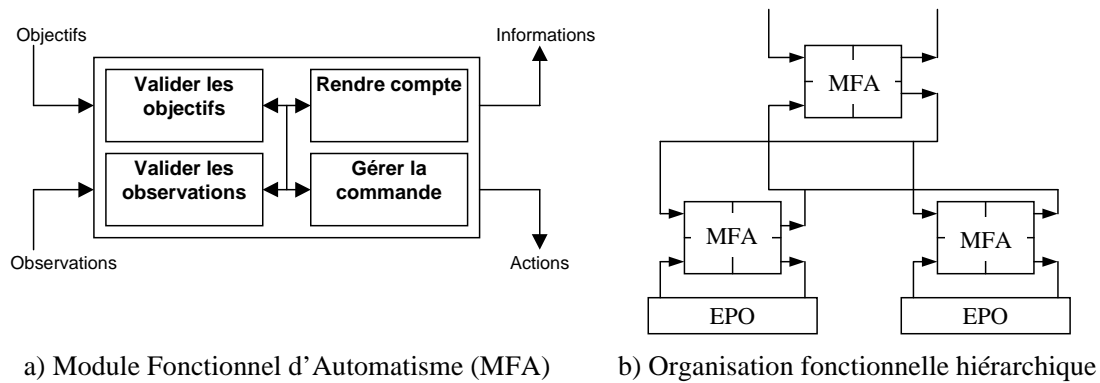 Objectifs
Informations
Valider les
objectifs
Rendre compte
Valider les
observations
Gérer la
commande
Observations
Actions
MFA
MFA
MFA
EPO
EPO
a) Module Fonctionnel d'Automatisme (MFA)
b) Organisation fonctionnelle hiérarchique